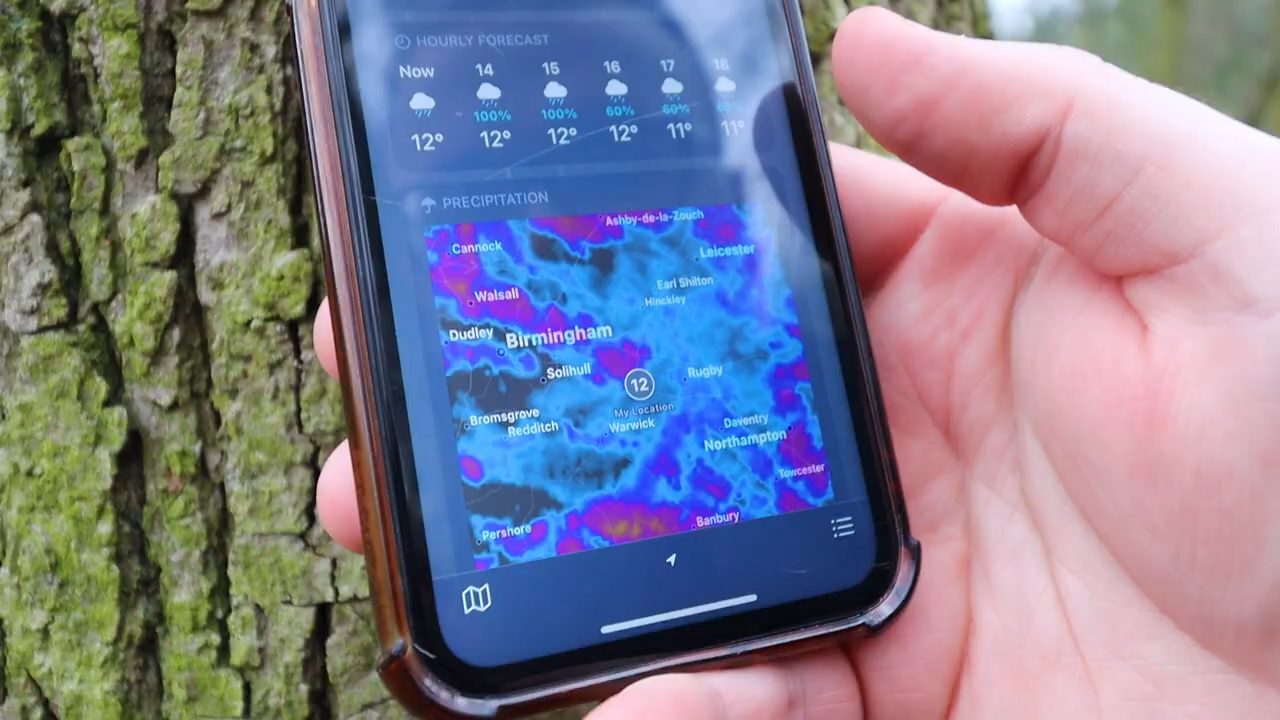 HOURLY FORECAST
Now 14 15 16 17 18
100% 100% 60% 60%
12° 12° 12° 12° 11° 11°
PRECIPITATION
Ashby-de-la-Zouch
Cannock
Leicester
Earl Shilton
Walsall
Hinckley
Dudley
Birmingham
Solihull
Rugby
12
My Location
Bromsgrove
Redditch
Warwick
Daventry
Northampton
Towcester
Pershore
Banbury